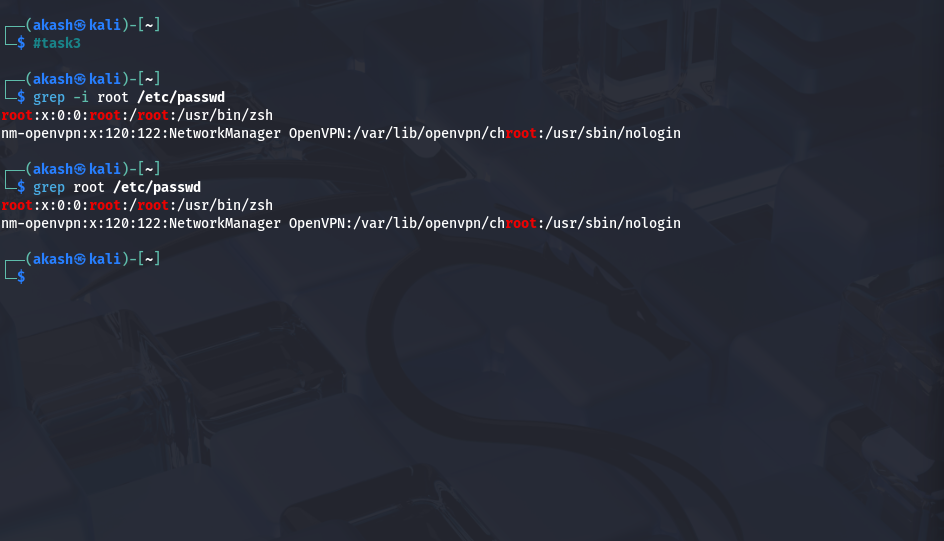 ┌──(akash㉿kali)-[~]
└─$ #task3
┌──(akash㉿kali)-[~]
└─$ grep -i root /etc/passwd
root:x:0:0:root:/root:/usr/bin/zsh
nm-openvpn:x:120:122:NetworkManager OpenVPN:/var/lib/openvpn/chroot:/usr/sbin/nologin
┌──(akash㉿kali)-[~]
└─$ grep root /etc/passwd
root:x:0:0:root:/root:/usr/bin/zsh
nm-openvpn:x:120:122:NetworkManager OpenVPN:/var/lib/openvpn/chroot:/usr/sbin/nologin
┌──(akash㉿kali)-[~]
└─$